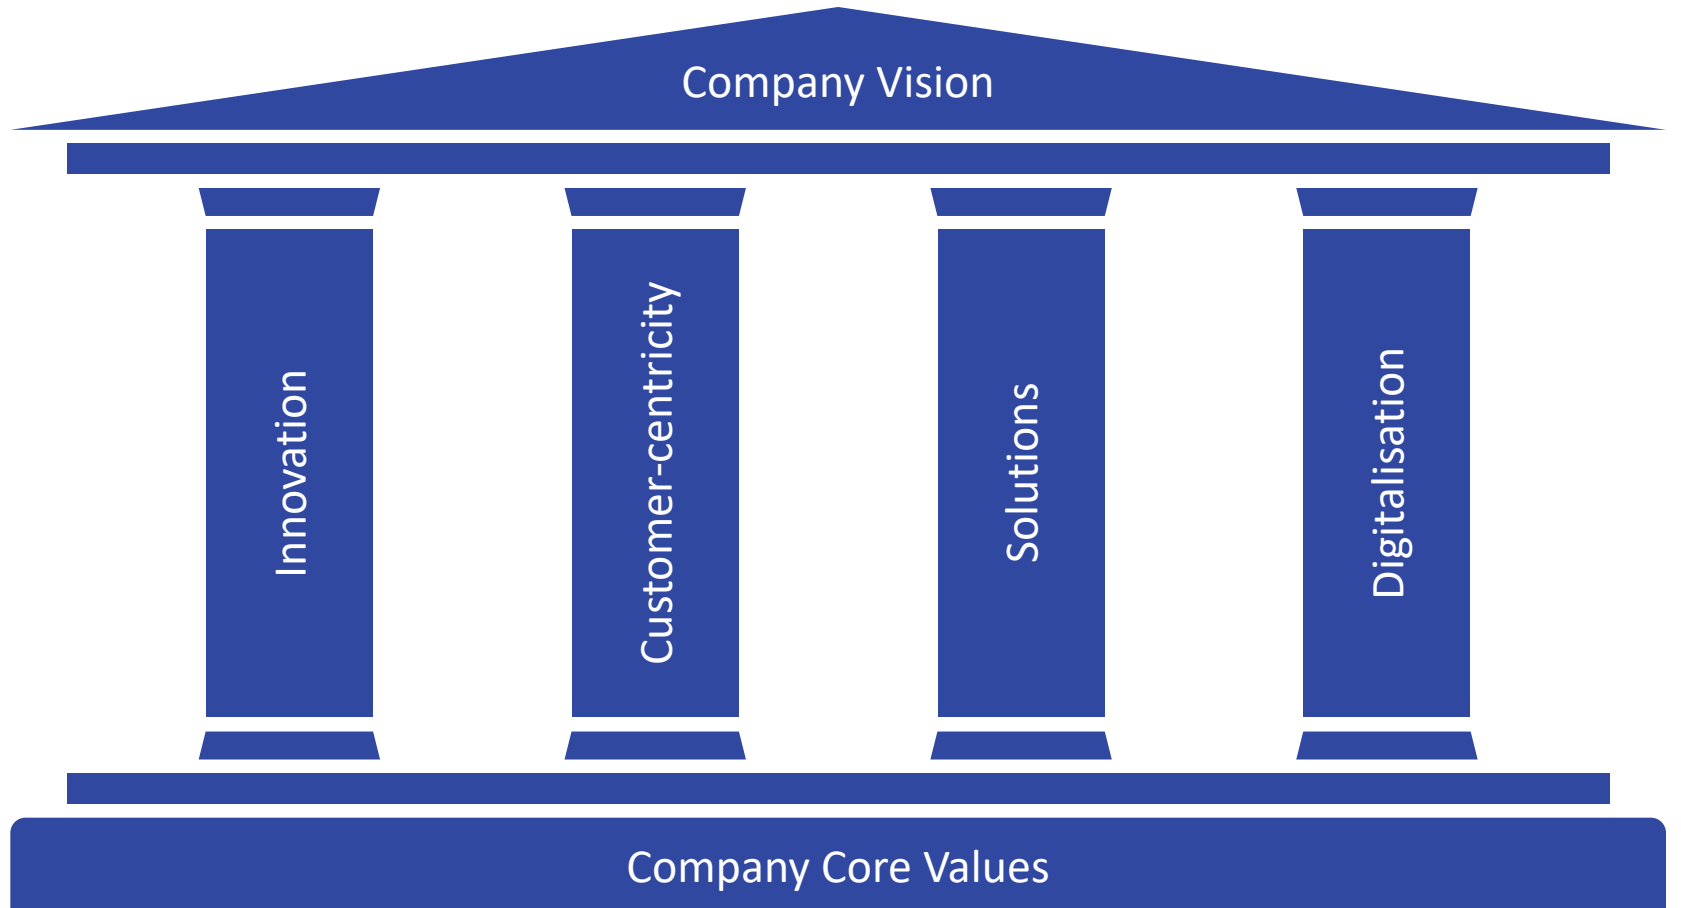 Company Vision
Innovation
Customer-centricity
Solutions
Digitalisation
Company Core Values